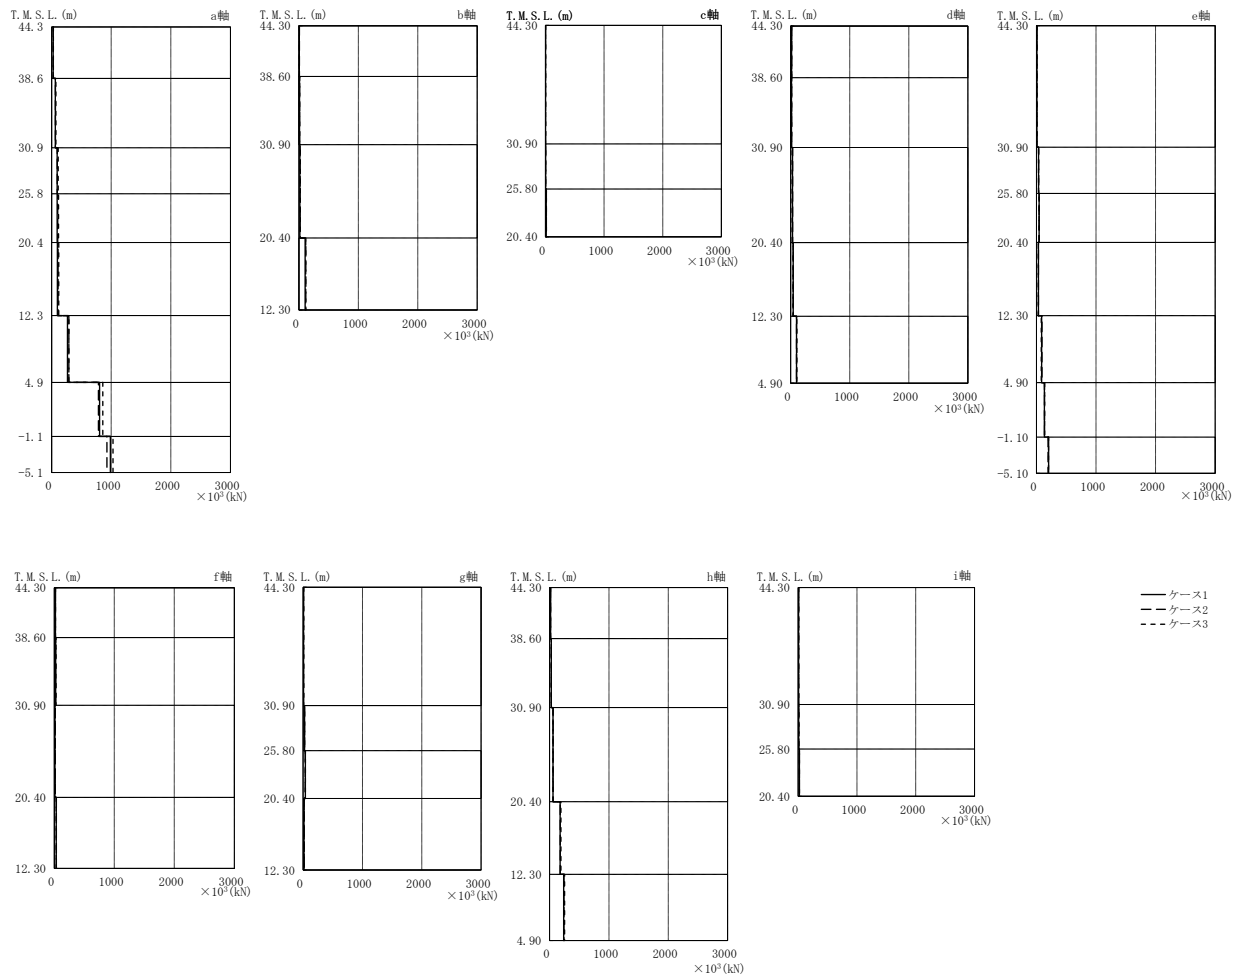 T.M.S.L.(m) a軸
44.3
38.6
30.9
25.8
20.4
12.3
4.9
-1.1
-5.1
0 1000 2000 3000
×10³(kN)
T.M.S.L.(m) b軸
44.30
38.60
30.90
20.40
12.30
0 1000 2000 3000
×10³(kN)
T.M.S.L.(m) c軸
44.30
30.90
25.80
20.40
0 1000 2000 3000
×10³(kN)
T.M.S.L.(m) d軸
44.30
38.60
30.90
20.40
12.30
4.90
0 1000 2000 3000
×10³(kN)
T.M.S.L.(m) e軸
44.30
30.90
25.80
20.40
12.30
4.90
-1.10
-5.10
0 1000 2000 3000
×10³(kN)
T.M.S.L.(m) f軸
44.30
38.60
30.90
20.40
12.30
0 1000 2000 3000
×10³(kN)
T.M.S.L.(m) g軸
44.30
30.90
25.80
20.40
12.30
0 1000 2000 3000
×10³(kN)
T.M.S.L.(m) h軸
44.30
38.60
30.90
20.40
12.30
4.90
0 1000 2000 3000
×10³(kN)
T.M.S.L.(m) i軸
44.30
30.90
25.80
20.40
0 1000 2000 3000
×10³(kN)
ケース1
ケース2
ケース3